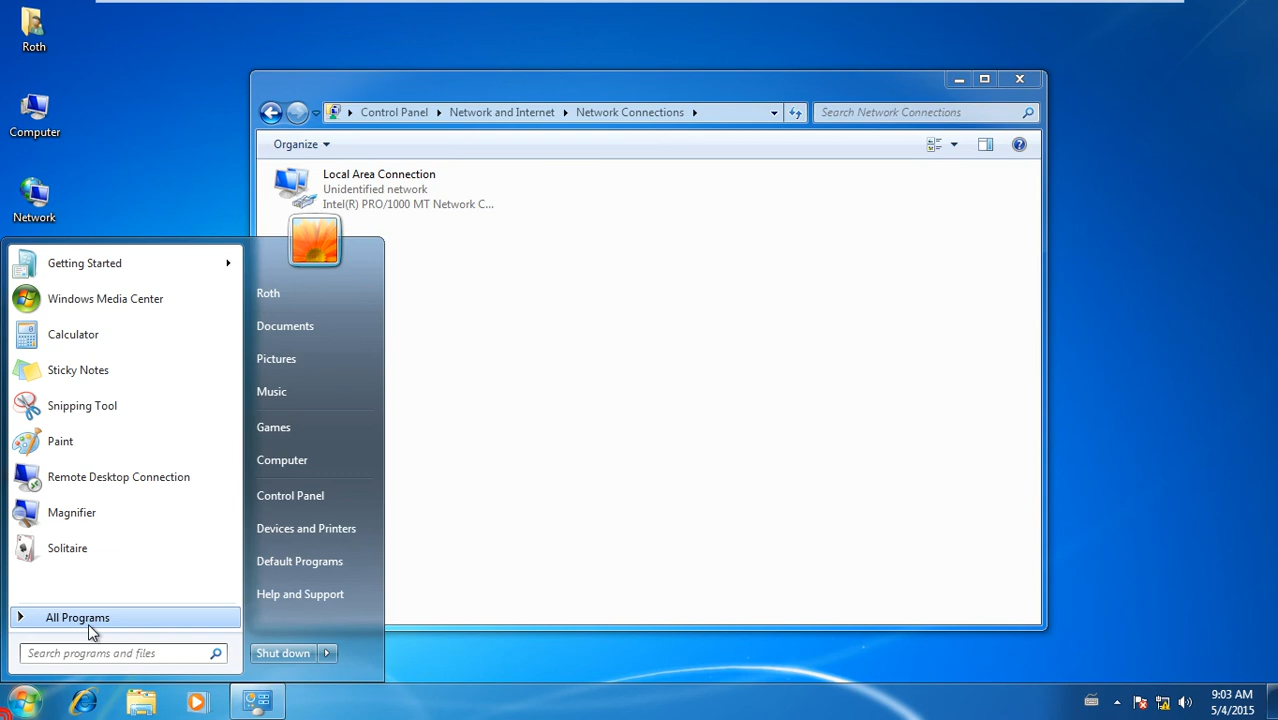 Roth
Computer
Network
Control Panel
Network and Internet
Network Connections
Search Network Connections
Organize
Local Area Connection
Unidentified network
Intel(R) PRO/1000 MT Network C...
Getting Started
Windows Media Center
Calculator
Sticky Notes
Snipping Tool
Paint
Remote Desktop Connection
Magnifier
Solitaire
All Programs
Search programs and files
Roth
Documents
Pictures
Music
Games
Computer
Control Panel
Devices and Printers
Default Programs
Help and Support
Shut down
9:03 AM
5/4/2015